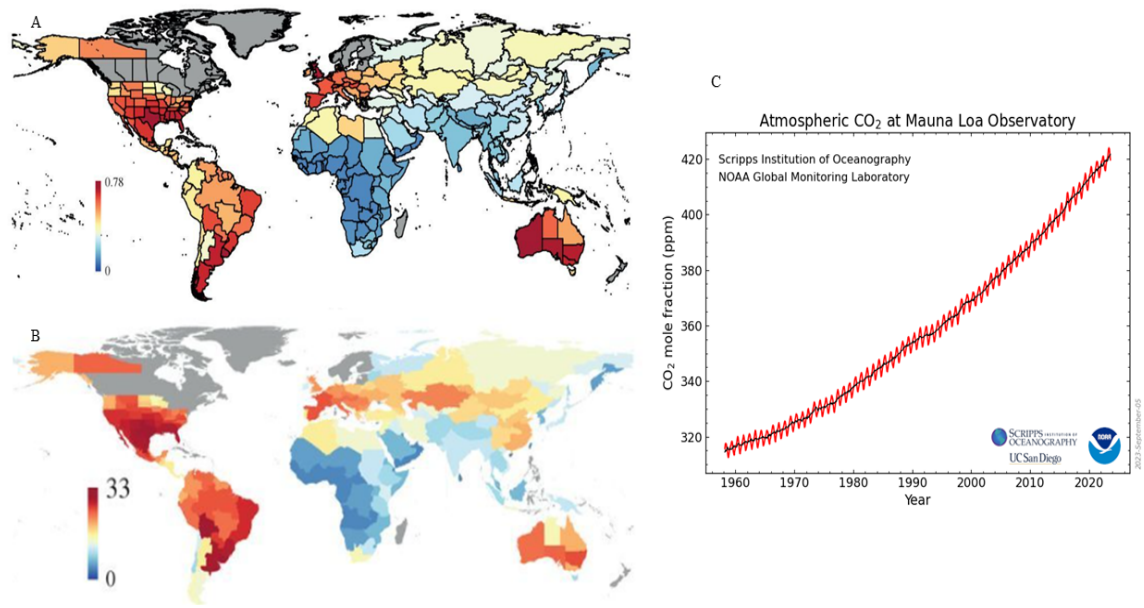 A
0.78
0
B
33
0
C
Atmospheric CO₂ at Mauna Loa Observatory
Scripps Institution of Oceanography
NOAA Global Monitoring Laboratory
CO₂ mole fraction (ppm)
420
400
380
360
340
320
1960 1970 1980 1990 2000 2010 2020
Year
SCRIPPS INSTITUTION OF
OCEANOGRAPHY
UC San Diego
NOAA
2023-September-05